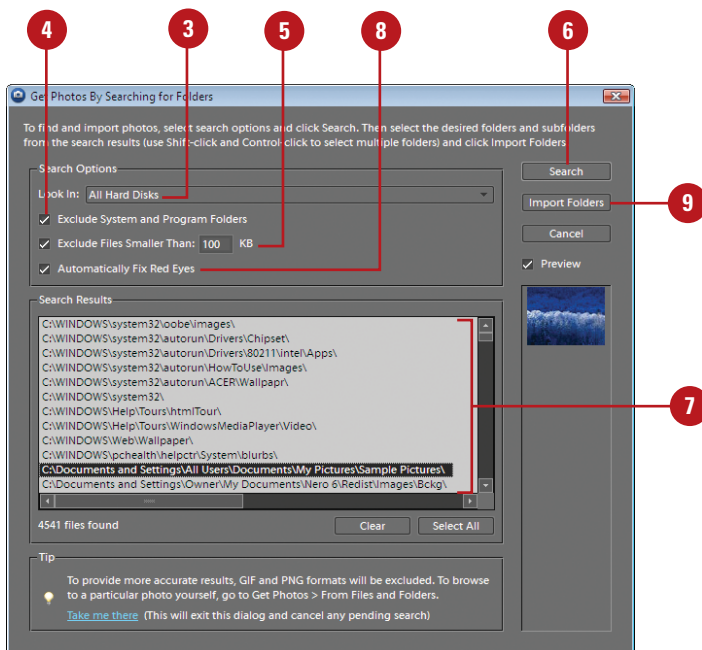 4
3
5
8
6
Get Photos By Searching for Folders
To find and import photos, select search options and click Search. Then select the desired folders and subfolders
from the search results (use Shift-click and Control-click to select multiple folders) and click Import Folders
Search Options
Look In: All Hard Disks
Exclude System and Program Folders
Exclude Files Smaller Than: 100 KB
Automatically Fix Red Eyes
Search
Import Folders
9
Cancel
Preview
Search Results
C:\WINDOWS\system32\oobe\images\
C:\WINDOWS\system32\autorun\Drivers\Chipset\
C:\WINDOWS\system32\autorun\Drivers\80211\intel\Apps\
C:\WINDOWS\system32\autorun\HowToUse\Images\
C:\WINDOWS\system32\autorun\ACER\Wallpapr\
C:\WINDOWS\system32\
C:\WINDOWS\Help\Tours\htmlTour\
C:\WINDOWS\Help\Tours\WindowsMediaPlayer\Video\
C:\WINDOWS\Web\Wallpaper\
C:\WINDOWS\pchealth\helpctr\System\blurbs\
C:\Documents and Settings\All Users\Documents\My Pictures\Sample Pictures\
C:\Documents and Settings\Owner\My Documents\Nero 6\Redist\Images\Bckg\
7
4541 files found
Clear
Select All
Tip
To provide more accurate results, GIF and PNG formats will be excluded. To browse
to a particular photo yourself, go to Get Photos > From Files and Folders.
Take me there (This will exit this dialog and cancel any pending search)